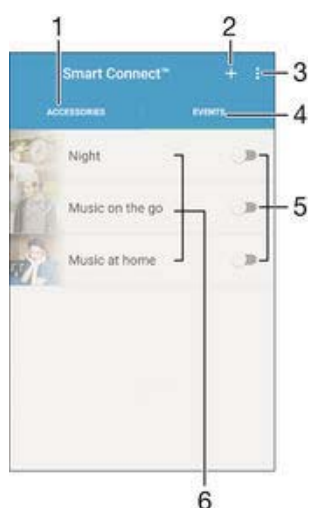 1
2
Smart Connect™ + 3
ACCESSORIES EVENTS 4
Night
Music on the go 5
Music at home
6